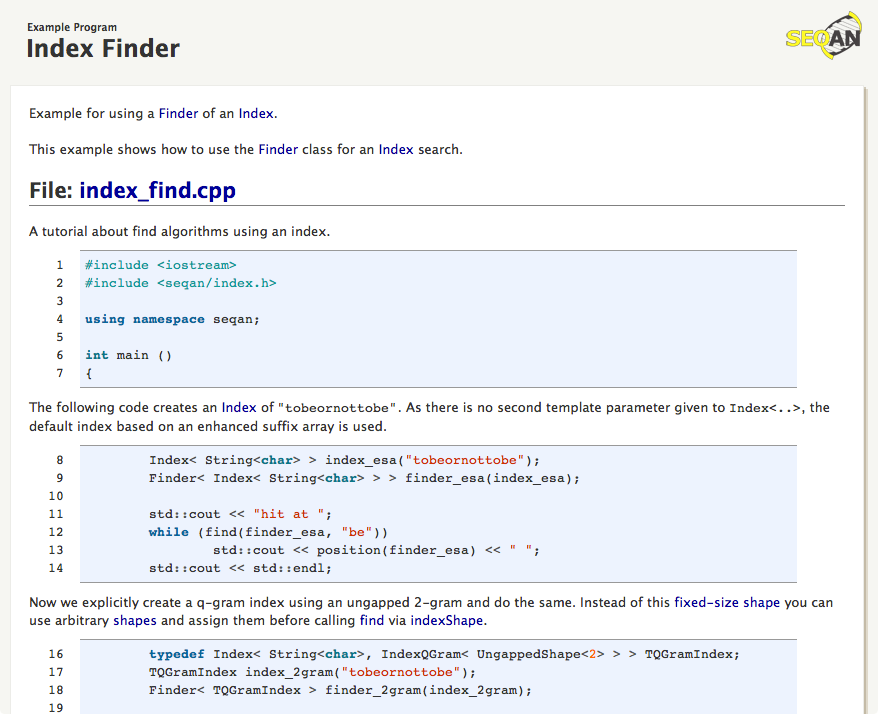 Example Program
Index Finder
SEQAN
Example for using a Finder of an Index.
This example shows how to use the Finder class for an Index search.
File: index_find.cpp
A tutorial about find algorithms using an index.
1 #include <iostream>
2 #include <seqan/index.h>
3
4 using namespace seqan;
5
6 int main ()
7 {
The following code creates an Index of "tobeornottobe". As there is no second template parameter given to Index<..>, the
default index based on an enhanced suffix array is used.
8 Index< String<char> > index_esa("tobeornottobe");
9 Finder< Index< String<char> > > finder_esa(index_esa);
10
11 std::cout << "hit at ";
12 while (find(finder_esa, "be"))
13 std::cout << position(finder_esa) << " ";
14 std::cout << std::endl;
Now we explicitly create a q-gram index using an ungapped 2-gram and do the same. Instead of this fixed-size shape you can
use arbitrary shapes and assign them before calling find via indexShape.
16 typedef Index< String<char>, IndexQGram< UngappedShape<2> > > TQGramIndex;
17 TQGramIndex index_2gram("tobeornottobe");
18 Finder< TQGramIndex > finder_2gram(index_2gram);
19